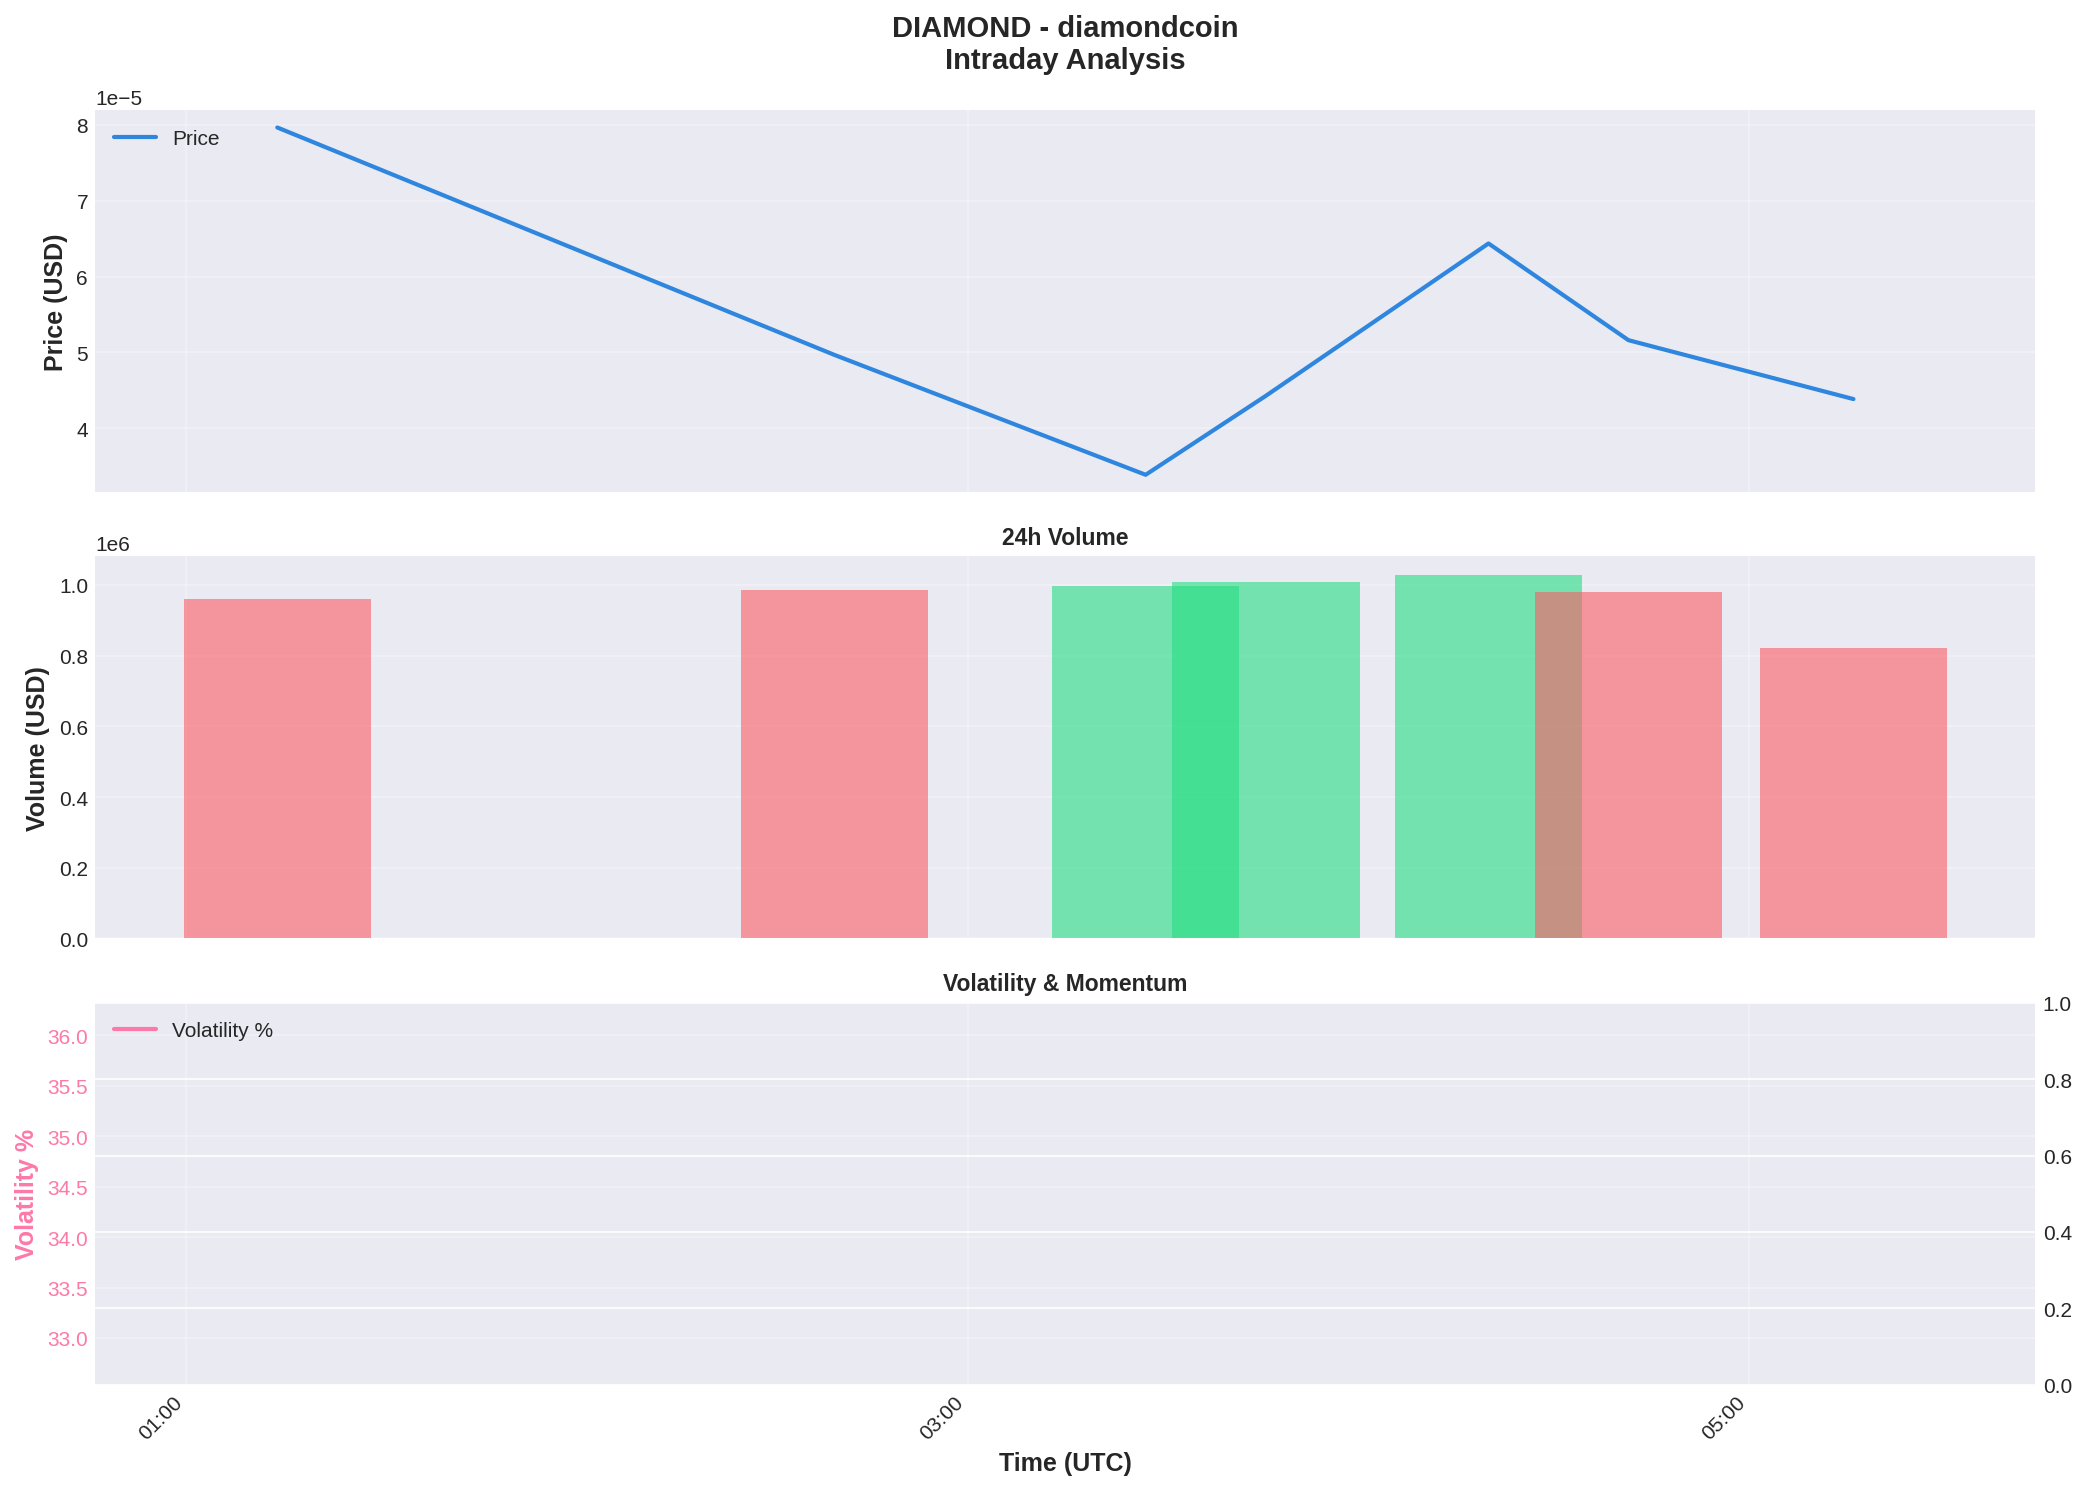 DIAMOND - diamondcoin
Intraday Analysis
1e−5
8
7
6
5
4
Price (USD)
Price
24h Volume
1e6
1.0
0.8
0.6
0.4
0.2
0.0
Volume (USD)
Volatility & Momentum
Volatility %
36.0
35.5
35.0
34.5
34.0
33.5
33.0
Volatility %
1.0
0.8
0.6
0.4
0.2
0.0
01:00
03:00
05:00
Time (UTC)